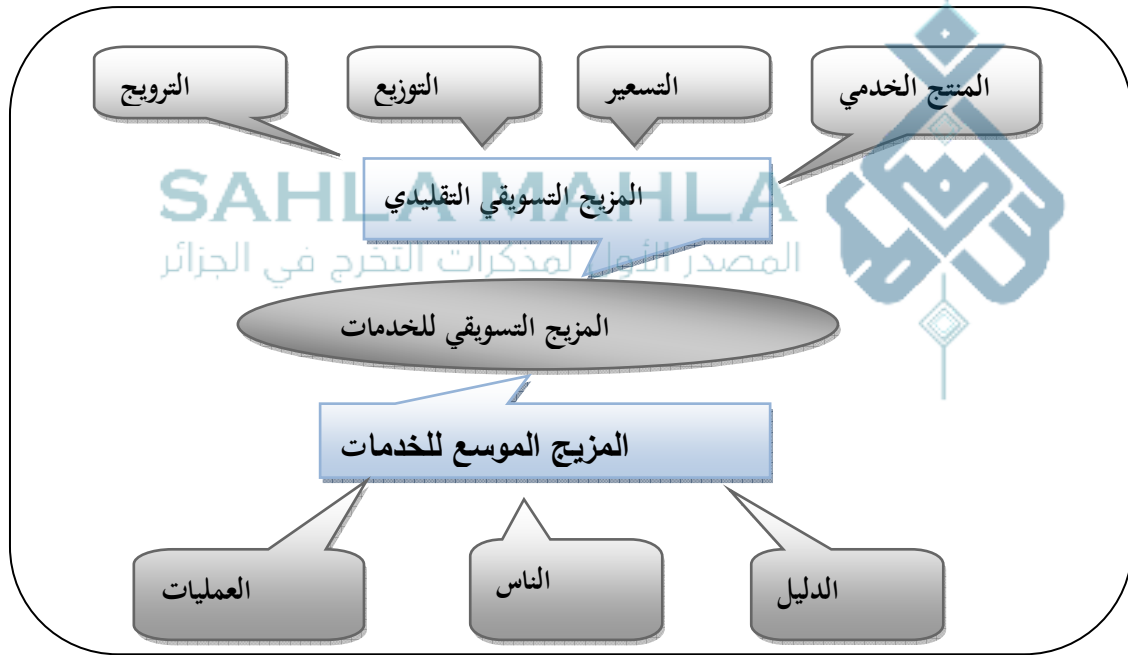 المنتج الخدمي
التسعير
التوزيع
الترويج
المزيج التسويقي التقليدي
SAHLA MAHLA
المصدر الأول لمذكرات التخرج في الجزائر
المزيج التسويقي للخدمات
المزيج الموسع للخدمات
الدليل
الناس
العمليات